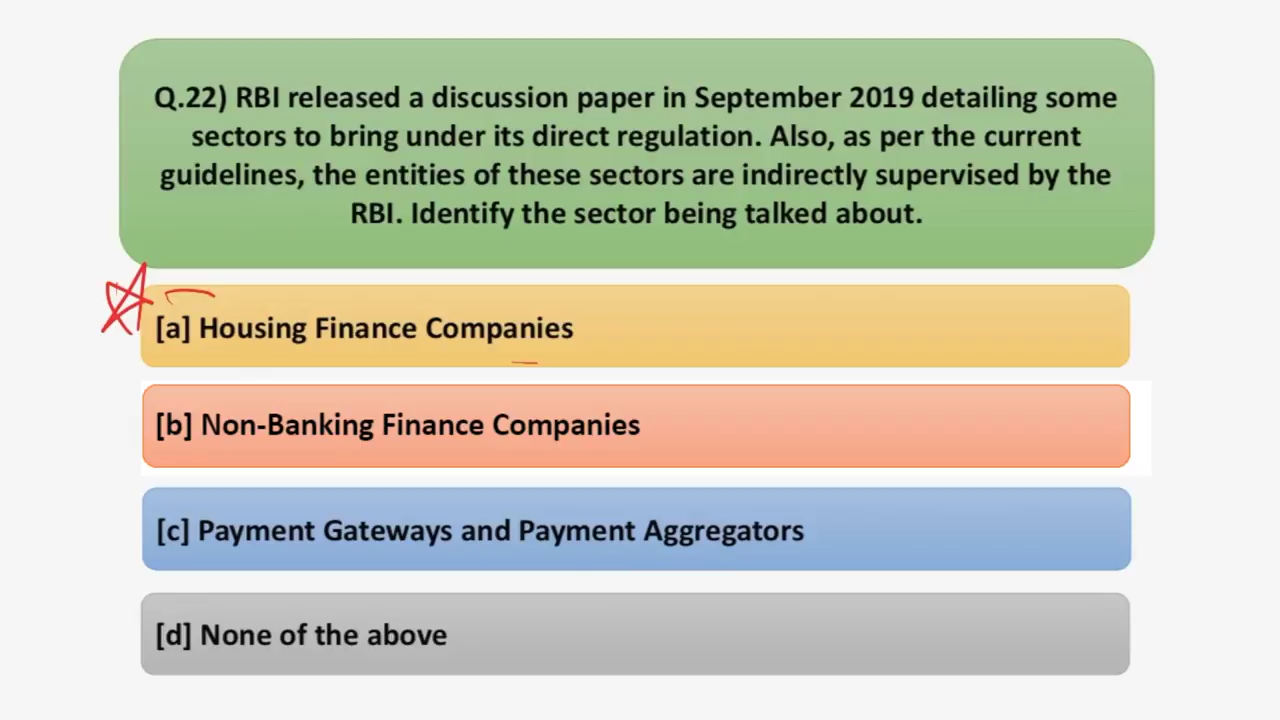 Q.22) RBI released a discussion paper in September 2019 detailing some
sectors to bring under its direct regulation. Also, as per the current
guidelines, the entities of these sectors are indirectly supervised by the
RBI. Identify the sector being talked about.
[a] Housing Finance Companies
[b] Non-Banking Finance Companies
[c] Payment Gateways and Payment Aggregators
[d] None of the above